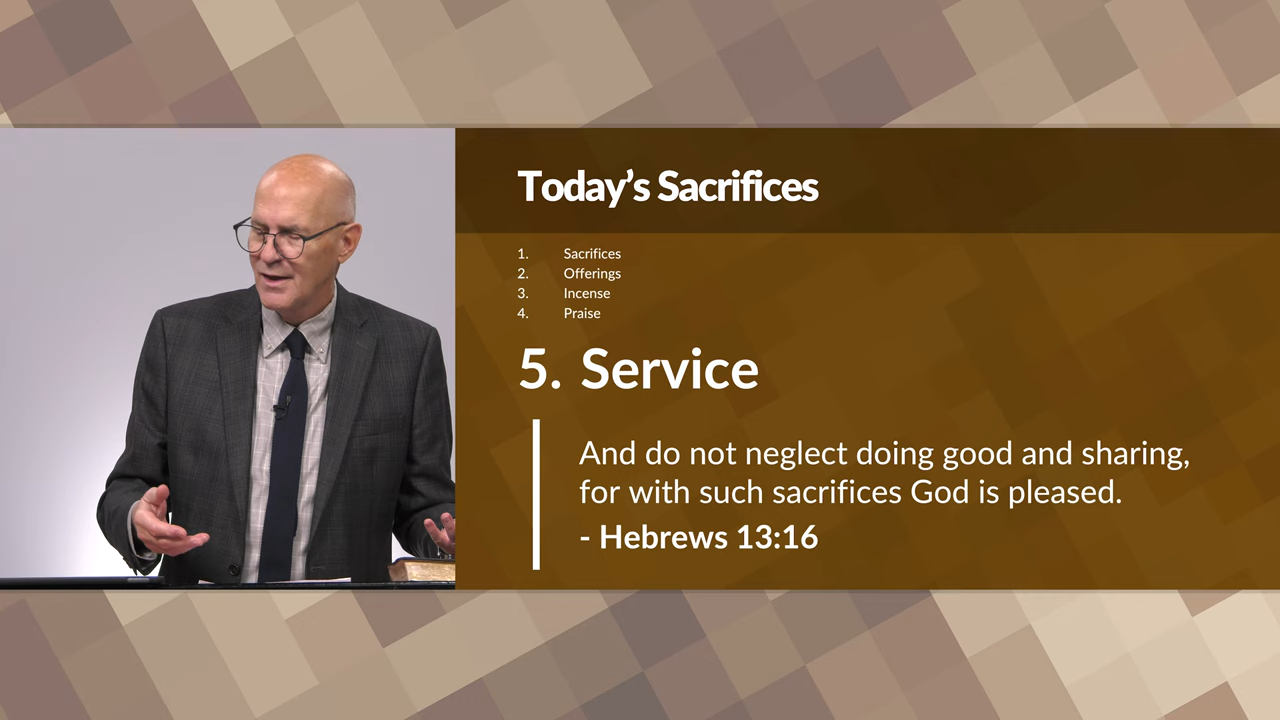 Today’s Sacrifices
1. Sacrifices
2. Offerings
3. Incense
4. Praise
5. Service
And do not neglect doing good and sharing,
for with such sacrifices God is pleased.
- Hebrews 13:16